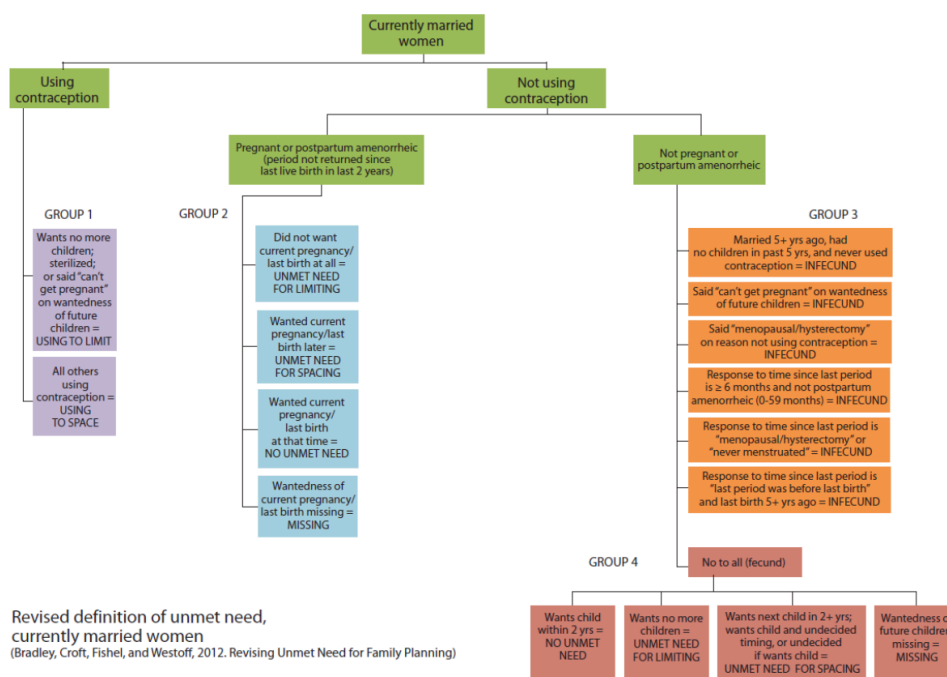 Currently married
women
Using
contraception
Not using
contraception
Pregnant or postpartum amenorrheic
(period not returned since
last live birth in last 2 years)
Not pregnant or
postpartum amenorrheic
GROUP 1
Wants no more
children;
sterilized;
or said “can’t
get pregnant”
on wantedness
of future
children =
USING TO LIMIT
All others
using
contraception =
USING
TO SPACE
GROUP 2
Did not want
current pregnancy/
last birth at all =
UNMET NEED
FOR LIMITING
Wanted current
pregnancy/last
birth later =
UNMET NEED
FOR SPACING
Wanted current
pregnancy/
last birth
at that time =
NO UNMET NEED
Wantedness of
current pregnancy/
last birth missing =
MISSING
GROUP 3
Married 5+ yrs ago, had
no children in past 5 yrs, and never used
contraception = INFECUND
Said “can’t get pregnant” on wantedness
of future children = INFECUND
Said “menopausal/hysterectomy”
on reason not using contraception =
INFECUND
Response to time since last period
is ≥ 6 months and not postpartum
amenorrheic (0-59 months) = INFECUND
Response to time since last period is
“menopausal/hysterectomy” or
“never menstruated” = INFECUND
Response to time since last period is
“last period was before last birth”
and last birth 5+ yrs ago = INFECUND
GROUP 4
No to all (fecund)
Wants child
within 2 yrs =
NO UNMET
NEED
Wants no more
children =
UNMET NEED
FOR LIMITING
Wants next child in 2+ yrs;
wants child and undecided
timing, or undecided
if wants child =
UNMET NEED FOR SPACING
Wantedness of
future children
missing =
MISSING
Revised definition of unmet need,
currently married women
(Bradley, Croft, Fishel, and Westoff, 2012. Revising Unmet Need for Family Planning)